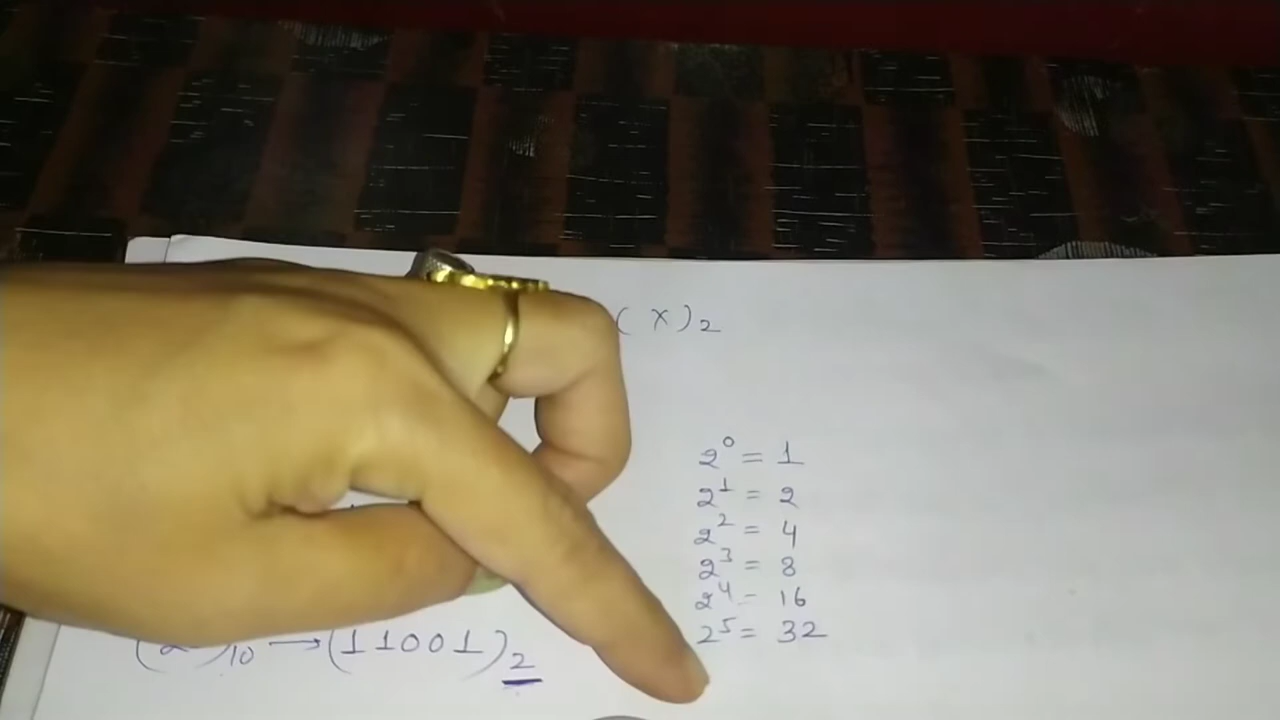 ( x )₂
2⁰ = 1
2¹ = 2
2² = 4
2³ = 8
2⁴ = 16
2⁵ = 32
)₁₀ → (11001)₂